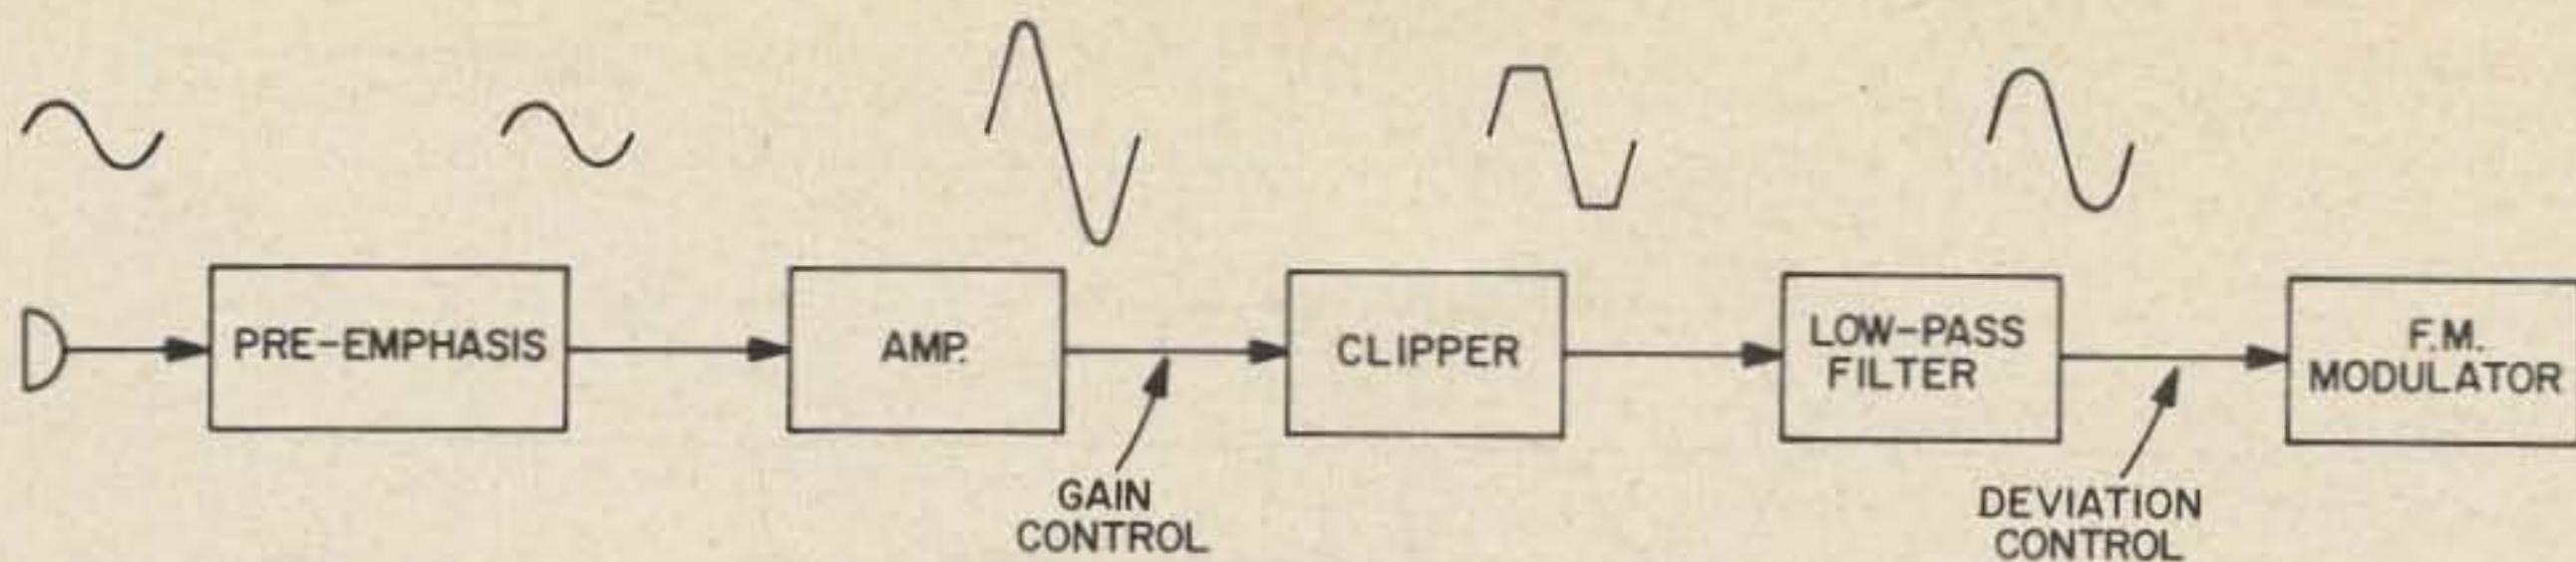 PRE-EMPHASIS
AMP.
CLIPPER
LOW-PASS
FILTER
F.M.
MODULATOR
GAIN
CONTROL
DEVIATION
CONTROL